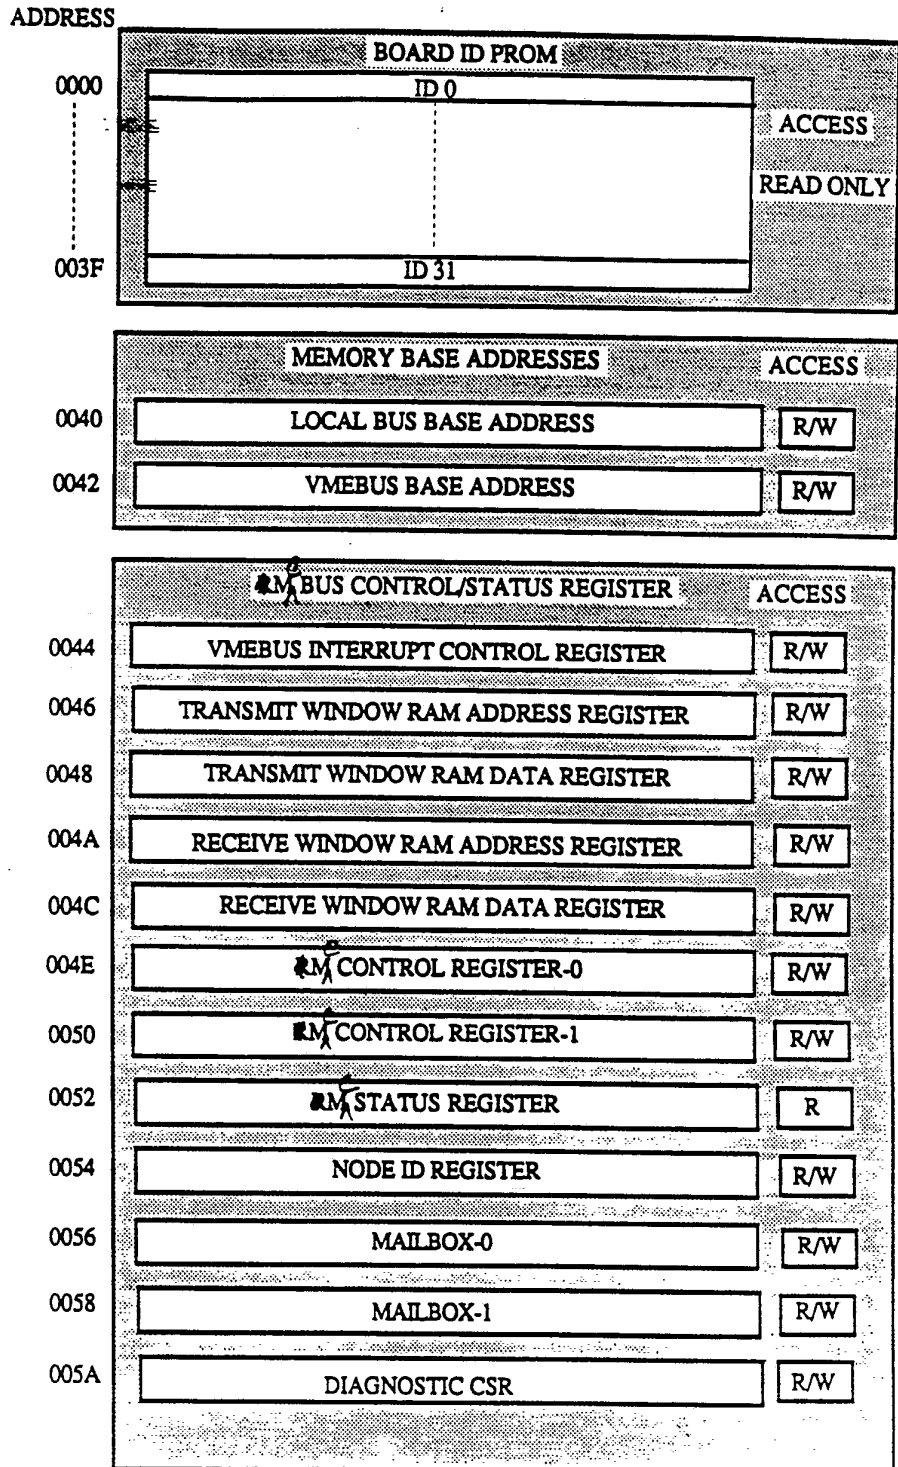 ADDRESS
BOARD ID PROM
0000 ID 0
ACCESS
READ ONLY
003F ID 31
MEMORY BASE ADDRESSES ACCESS
0040 LOCAL BUS BASE ADDRESS R/W
0042 VMEBUS BASE ADDRESS R/W
BUS CONTROL/STATUS REGISTER ACCESS
0044 VMEBUS INTERRUPT CONTROL REGISTER R/W
0046 TRANSMIT WINDOW RAM ADDRESS REGISTER R/W
0048 TRANSMIT WINDOW RAM DATA REGISTER R/W
004A RECEIVE WINDOW RAM ADDRESS REGISTER R/W
004C RECEIVE WINDOW RAM DATA REGISTER R/W
004E CONTROL REGISTER-0 R/W
0050 CONTROL REGISTER-1 R/W
0052 STATUS REGISTER R
0054 NODE ID REGISTER R/W
0056 MAILBOX-0 R/W
0058 MAILBOX-1 R/W
005A DIAGNOSTIC CSR R/W